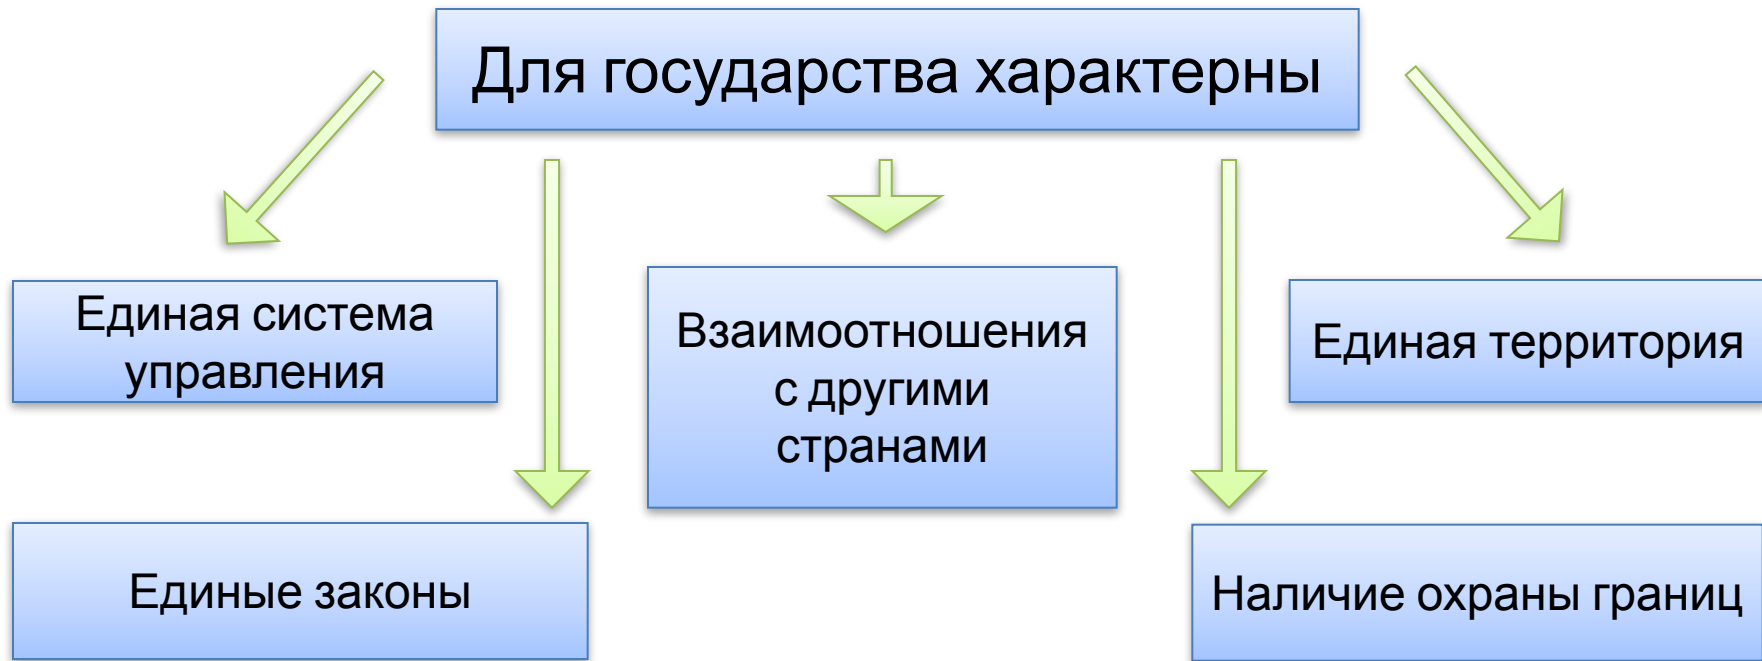 Для государства характерны
Единая система
управления
Взаимоотношения
с другими
странами
Единая территория
Единые законы
Наличие охраны границ